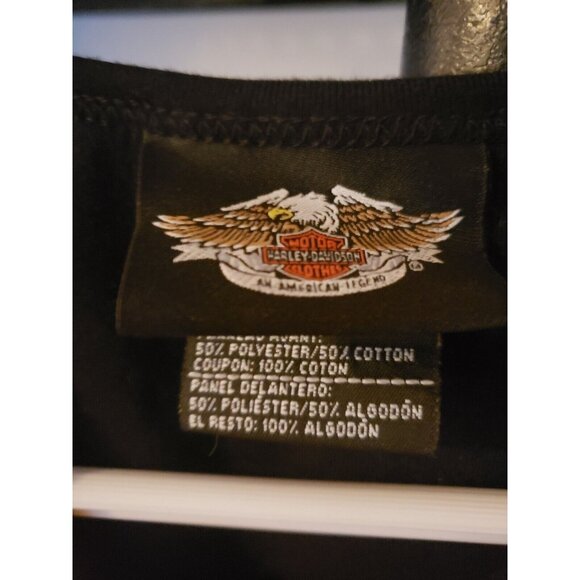 MOTOR
HARLEY-DAVIDSON
CLOTHES
AN AMERICAN LEGEND
AVANT:
50% POLYESTER/50% COTTON
COUPON: 100% COTON
PANEL DELANTERO:
50% POLIÉSTER/50% ALGODÓN
EL RESTO: 100% ALGODÓN